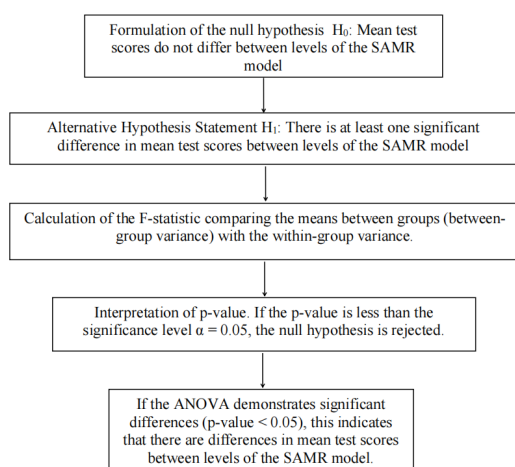 Formulation of the null hypothesis H₀: Mean test
scores do not differ between levels of the SAMR
model
Alternative Hypothesis Statement H₁: There is at least one significant
difference in mean test scores between levels of the SAMR model
Calculation of the F-statistic comparing the means between groups (between-
group variance) with the within-group variance.
Interpretation of p-value. If the p-value is less than the
significance level α = 0.05, the null hypothesis is rejected.
If the ANOVA demonstrates significant
differences (p-value < 0.05), this indicates
that there are differences in mean test scores
between levels of the SAMR model.